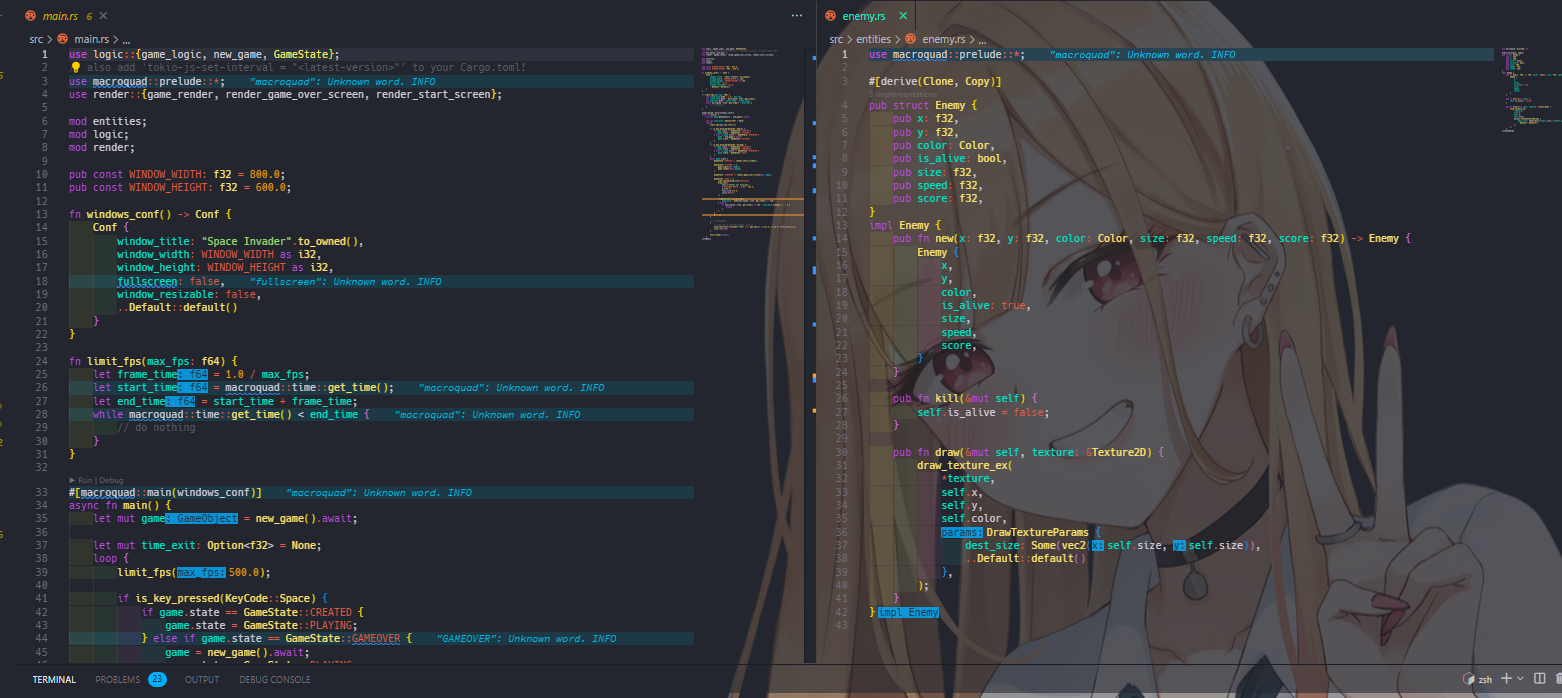 main.rs 6
src > main.rs > ...
1 use logic::{game_logic, new_game, GameState};
2 also add 'tokio-js-set-interval = "<latest-version>"' to your Cargo.toml!
3 use macroquad::prelude::*; "macroquad": Unknown word. INFO
4 use render::{game_render, render_game_over_screen, render_start_screen};
5
6 mod entities;
7 mod logic;
8 mod render;
9
10 pub const WINDOW_WIDTH: f32 = 800.0;
11 pub const WINDOW_HEIGHT: f32 = 600.0;
12
13 fn windows_conf() -> Conf {
14 Conf {
15 window_title: "Space Invader".to_owned(),
16 window_width: WINDOW_WIDTH as i32,
17 window_height: WINDOW_HEIGHT as i32,
18 fullscreen: false, "fullscreen": Unknown word. INFO
19 window_resizable: false,
20 ..Default::default()
21 }
22 }
23
24 fn limit_fps(max_fps: f64) {
25 let frame_time: f64 = 1.0 / max_fps;
26 let start_time: f64 = macroquad::time::get_time(); "macroquad": Unknown word. INFO
27 let end_time: f64 = start_time + frame_time;
28 while macroquad::time::get_time() < end_time { "macroquad": Unknown word. INFO
29 // do nothing
30 }
31 }
32
▶ Run | Debug
33 #[macroquad::main(windows_conf)] "macroquad": Unknown word. INFO
34 async fn main() {
35 let mut game: GameObject = new_game().await;
36
37 let mut time_exit: Option<f32> = None;
38 loop {
39 limit_fps(max_fps: 500.0);
40
41 if is_key_pressed(KeyCode::Space) {
42 if game.state == GameState::CREATED {
43 game.state = GameState::PLAYING;
44 } else if game.state == GameState::GAMEOVER { "GAMEOVER": Unknown word. INFO
45 game = new_game().await;
enemy.rs
src > entities > enemy.rs > ...
1 use macroquad::prelude::*; "macroquad": Unknown word. INFO
2
3 #[derive(Clone, Copy)]
3 implementations
4 pub struct Enemy {
5 pub x: f32,
6 pub y: f32,
7 pub color: Color,
8 pub is_alive: bool,
9 pub size: f32,
10 pub speed: f32,
11 pub score: f32,
12 }
13 impl Enemy {
14 pub fn new(x: f32, y: f32, color: Color, size: f32, speed: f32, score: f32) -> Enemy {
15 Enemy {
16 x,
17 y,
18 color,
19 is_alive: true,
20 size,
21 speed,
22 score,
23 }
24 }
25
26 pub fn kill(&mut self) {
27 self.is_alive = false;
28 }
29
30 pub fn draw(&mut self, texture: &Texture2D) {
31 draw_texture_ex(
32 *texture,
33 self.x,
34 self.y,
35 self.color,
36 params: DrawTextureParams {
37 dest_size: Some(vec2(x: self.size, y: self.size)),
38 ..Default::default()
39 },
40 );
41 }
42 } impl Enemy
43
TERMINAL PROBLEMS 23 OUTPUT DEBUG CONSOLE
zsh